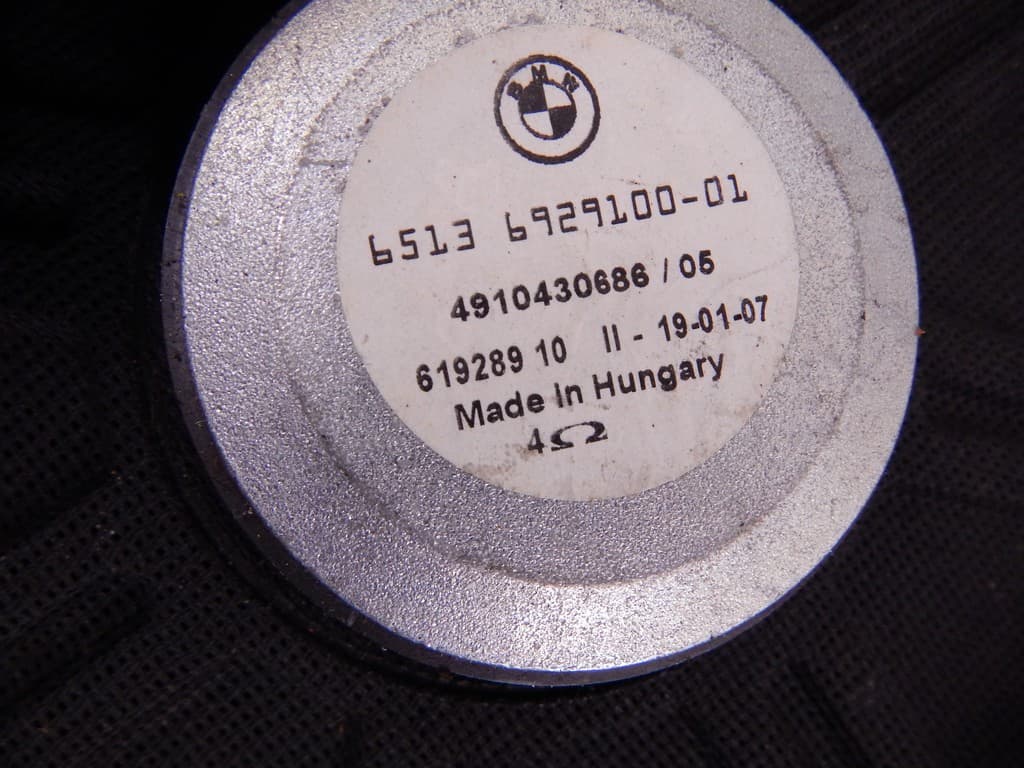 BMW
6513 6929100-01
4910430686 / 05
619289 10 II - 19-01-07
Made In Hungary
4Ω